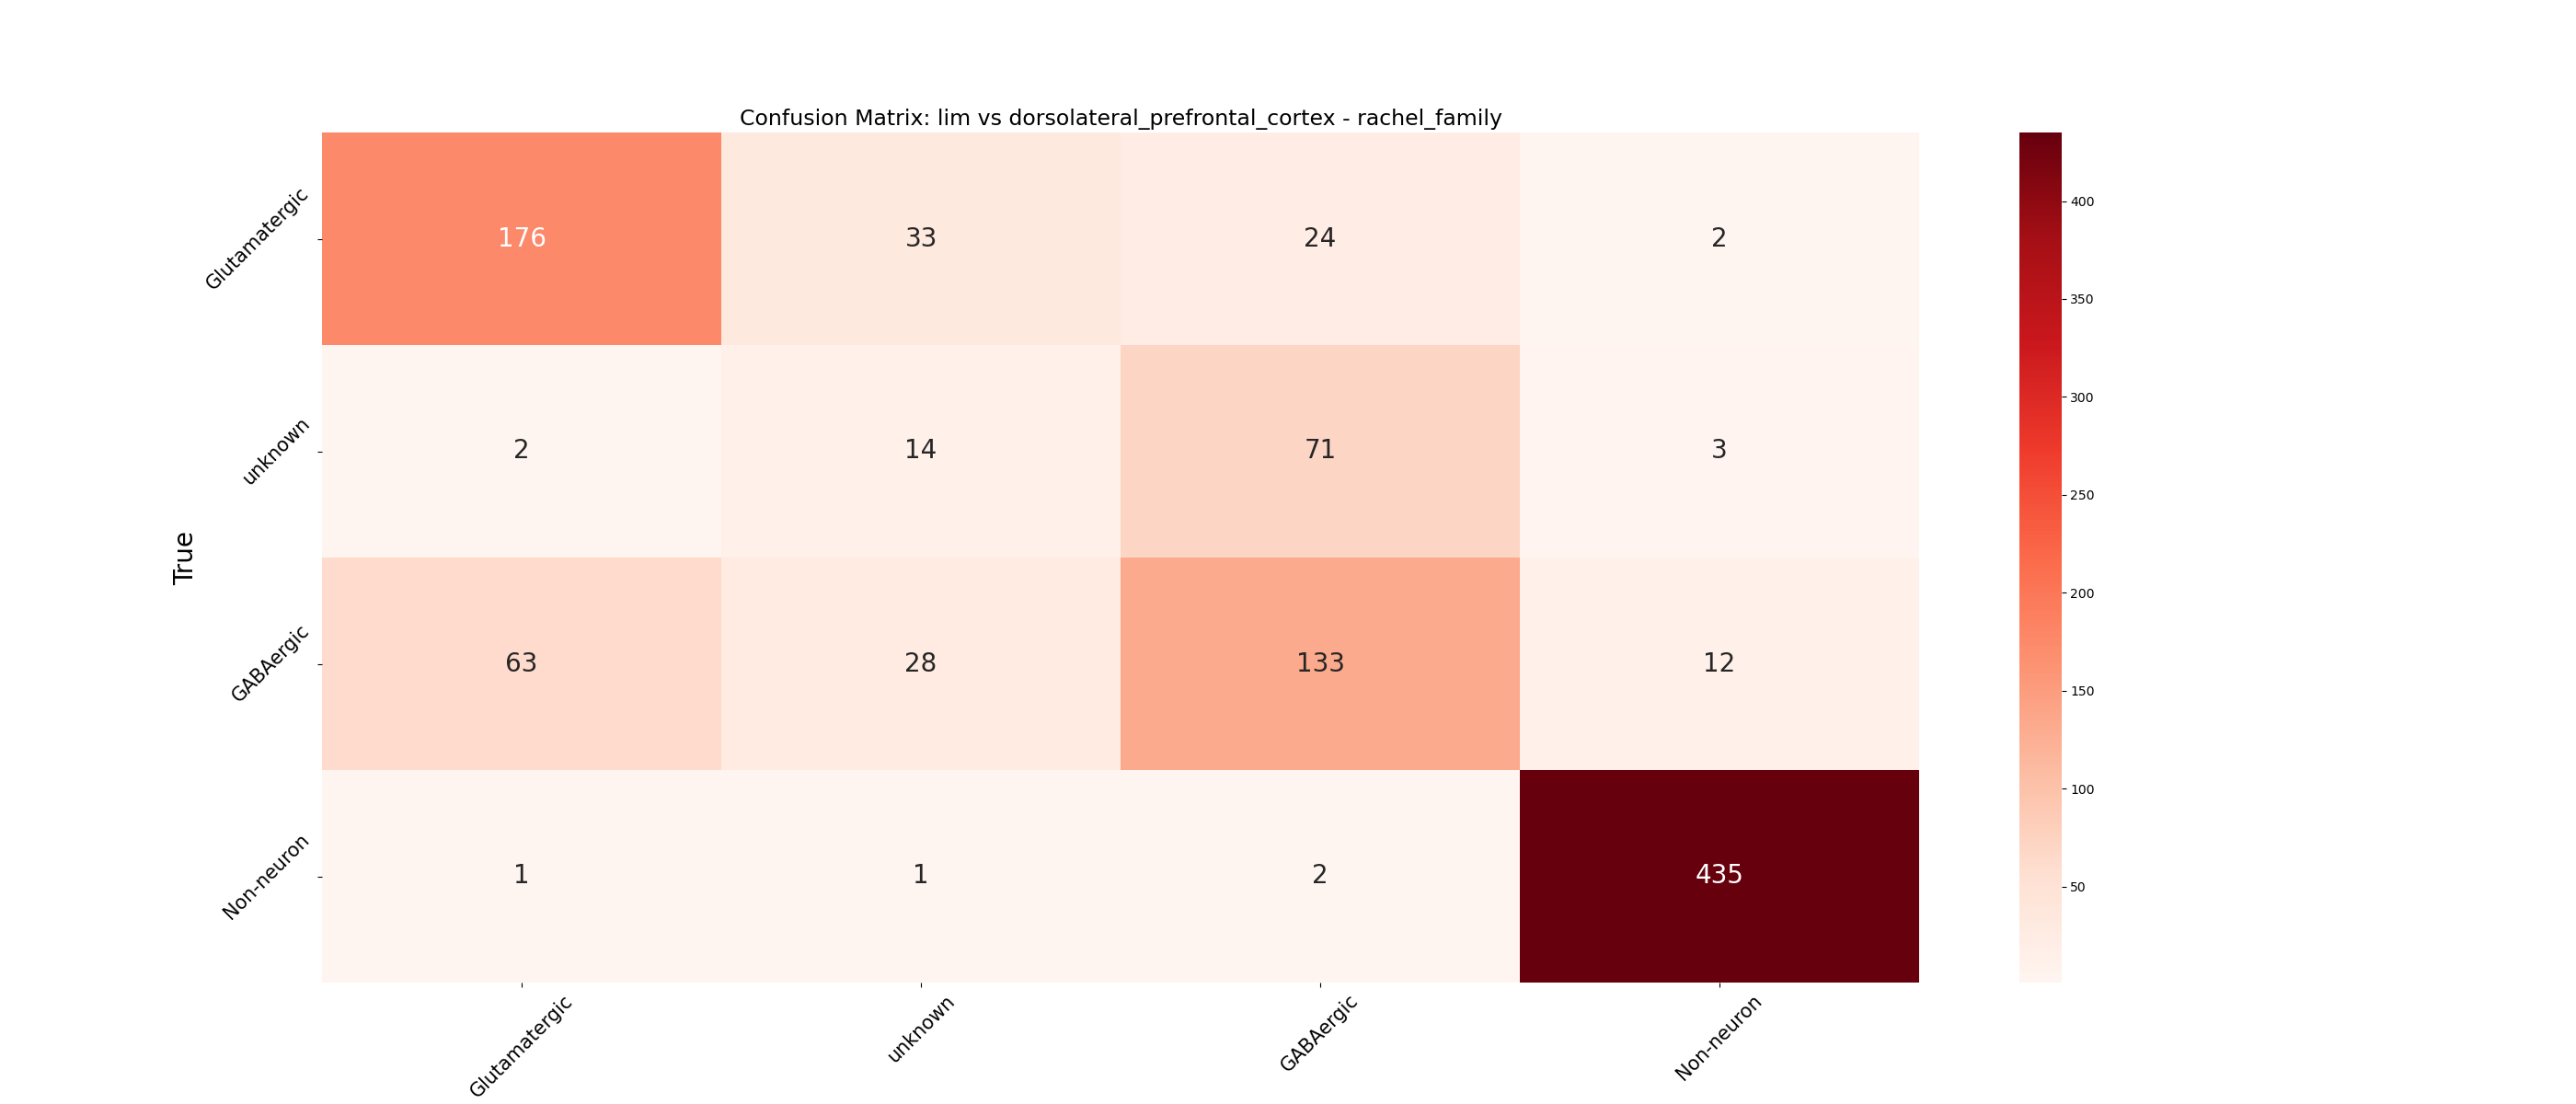 Confusion Matrix: lim vs dorsolateral_prefrontal_cortex - rachel_family
True
Glutamatergic
176 33 24 2
unknown
2 14 71 3
GABAergic
63 28 133 12
Non-neuron
1 1 2 435
Glutamatergic unknown GABAergic Non-neuron
400
350
300
250
200
150
100
50